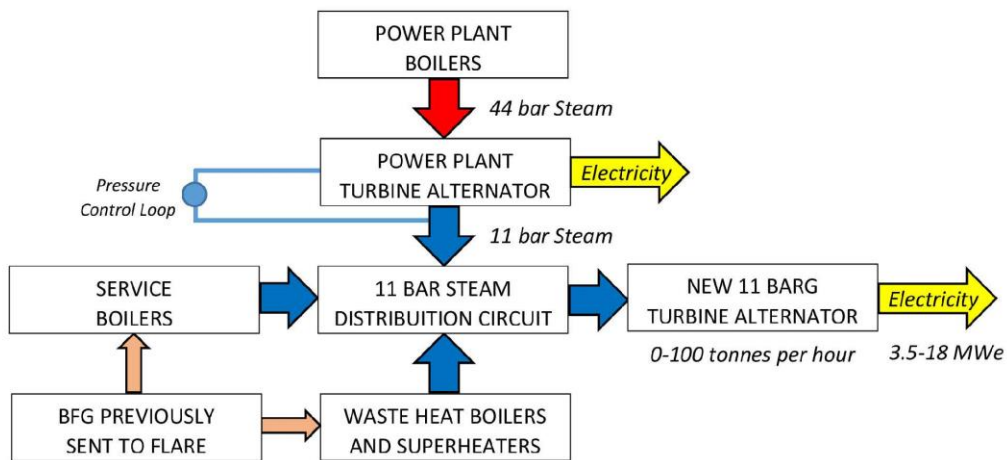 POWER PLANT
BOILERS
44 bar Steam
POWER PLANT
TURBINE ALTERNATOR
Electricity
Pressure
Control Loop
11 bar Steam
SERVICE
BOILERS
11 BAR STEAM
DISTRIBUITION CIRCUIT
NEW 11 BARG
TURBINE ALTERNATOR
Electricity
0-100 tonnes per hour
3.5-18 MWe
BFG PREVIOUSLY
SENT TO FLARE
WASTE HEAT BOILERS
AND SUPERHEATERS